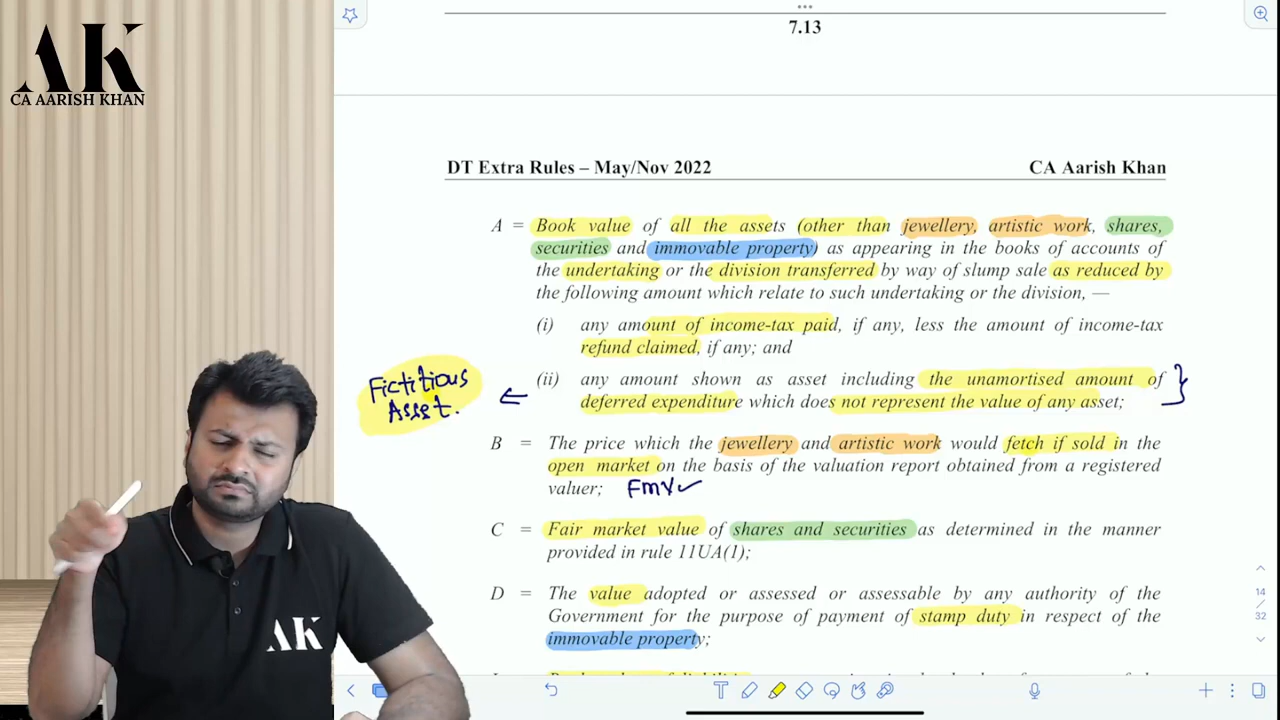 AK
CA AARISH KHAN
7.13
DT Extra Rules – May/Nov 2022 CA Aarish Khan
A = Book value of all the assets (other than jewellery, artistic work, shares,
securities and immovable property) as appearing in the books of accounts of
the undertaking or the division transferred by way of slump sale as reduced by
the following amount which relate to such undertaking or the division, —
(i) any amount of income-tax paid, if any, less the amount of income-tax
refund claimed, if any; and
Fictitious
Asset.
(ii) any amount shown as asset including the unamortised amount of
deferred expenditure which does not represent the value of any asset;
B = The price which the jewellery and artistic work would fetch if sold in the
open market on the basis of the valuation report obtained from a registered
valuer; FMV
C = Fair market value of shares and securities as determined in the manner
provided in rule 11UA(1);
D = The value adopted or assessed or assessable by any authority of the
Government for the purpose of payment of stamp duty in respect of the
immovable property;
AK
14
32
T